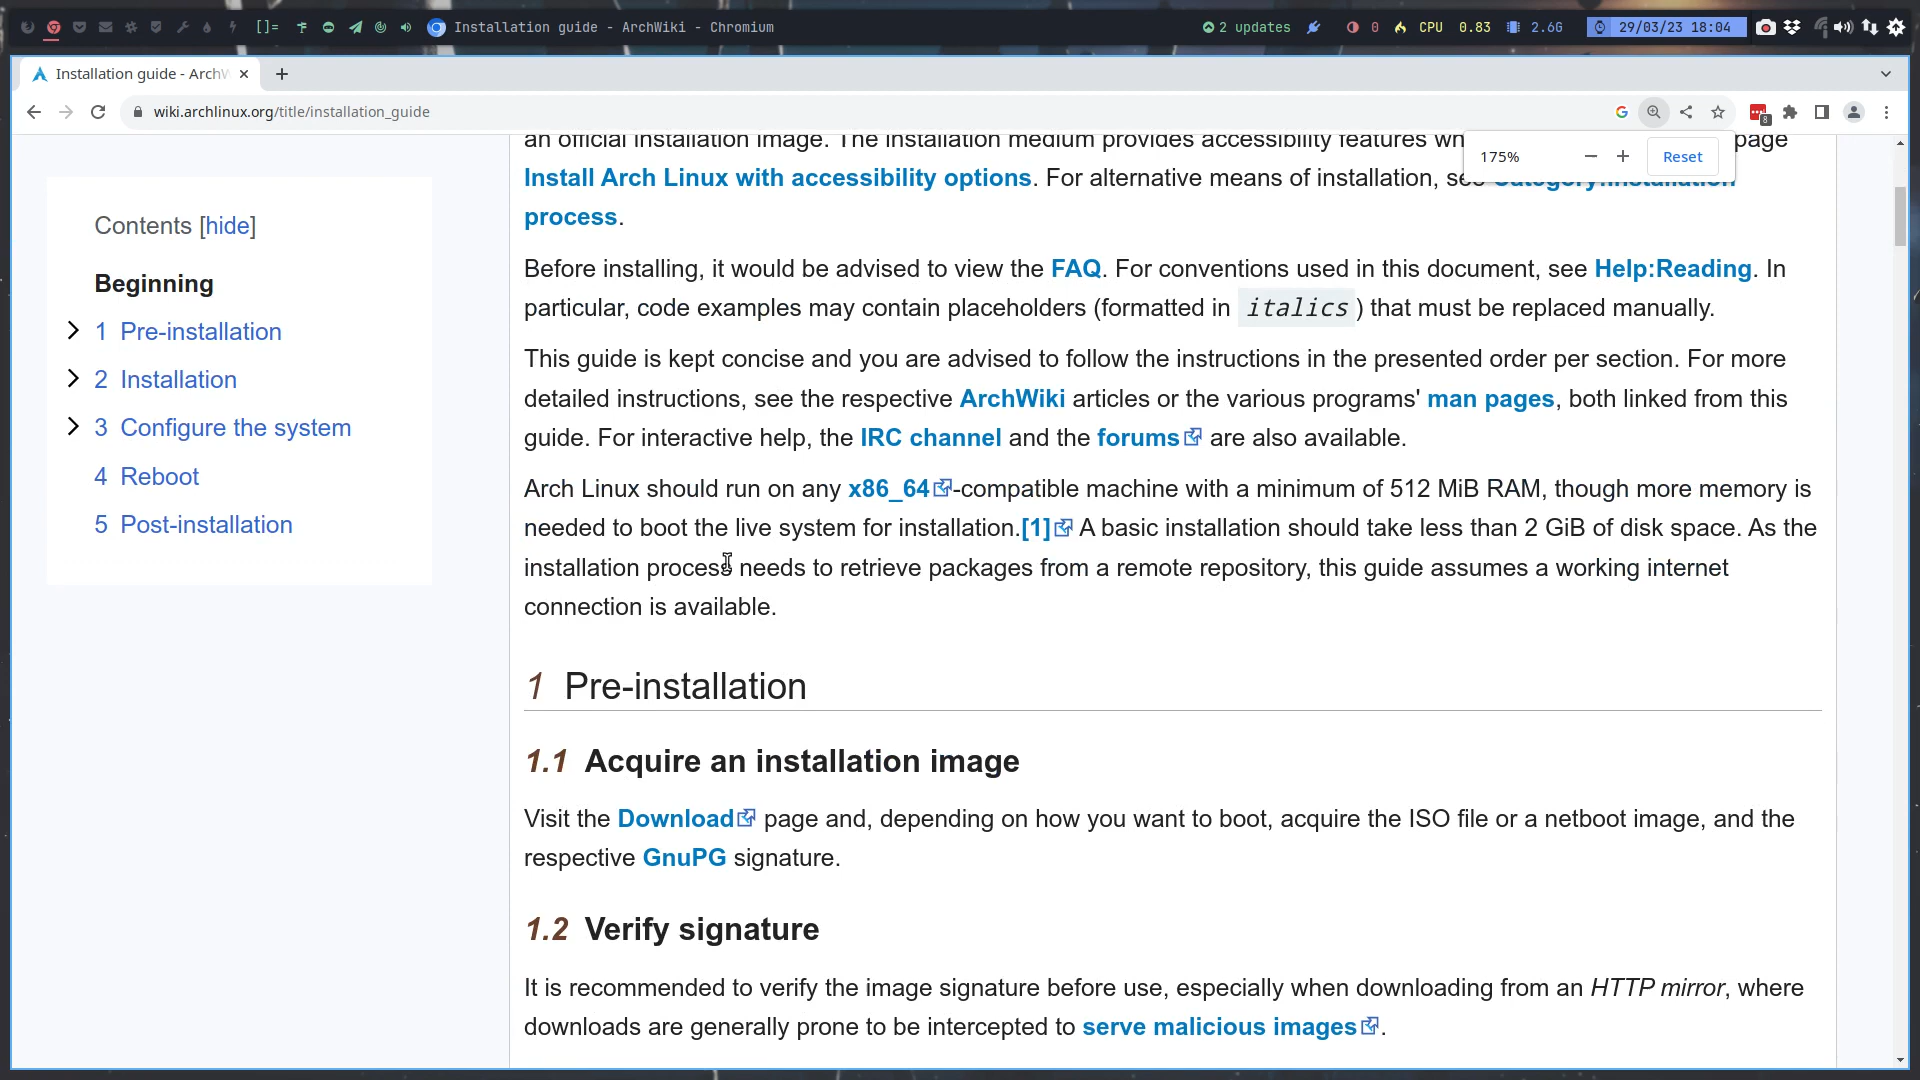 []= Installation guide - ArchWiki - Chromium 2 updates 0 CPU 0.83 2.6G 29/03/23 18:04
Installation guide - ArchW
wiki.archlinux.org/title/installation_guide 8
an official installation image. The installation medium provides accessibility features page
175% Reset
Install Arch Linux with accessibility options. For alternative means of installation, see Category:Installation
process.
Contents [hide]
Beginning
1 Pre-installation
2 Installation
3 Configure the system
4 Reboot
5 Post-installation
Before installing, it would be advised to view the FAQ. For conventions used in this document, see Help:Reading. In
particular, code examples may contain placeholders (formatted in italics) that must be replaced manually.
This guide is kept concise and you are advised to follow the instructions in the presented order per section. For more
detailed instructions, see the respective ArchWiki articles or the various programs' man pages, both linked from this
guide. For interactive help, the IRC channel and the forums are also available.
Arch Linux should run on any x86_64-compatible machine with a minimum of 512 MiB RAM, though more memory is
needed to boot the live system for installation.[1] A basic installation should take less than 2 GiB of disk space. As the
installation process needs to retrieve packages from a remote repository, this guide assumes a working internet
connection is available.
1 Pre-installation
1.1 Acquire an installation image
Visit the Download page and, depending on how you want to boot, acquire the ISO file or a netboot image, and the
respective GnuPG signature.
1.2 Verify signature
It is recommended to verify the image signature before use, especially when downloading from an HTTP mirror, where
downloads are generally prone to be intercepted to serve malicious images.